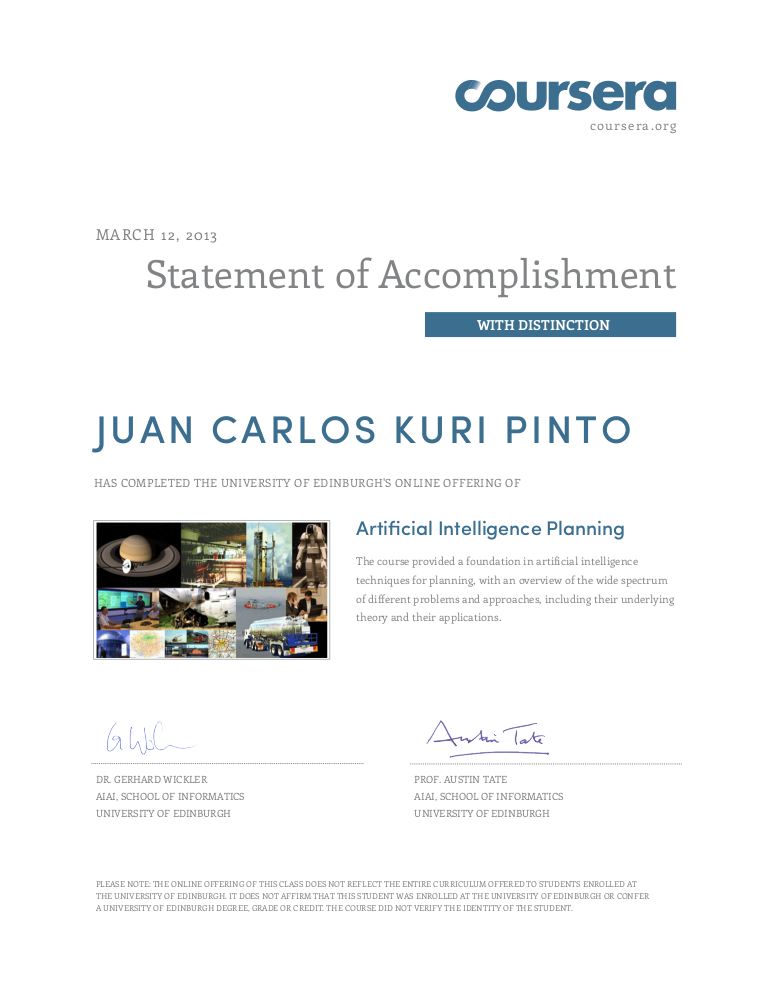 coursera
coursera.org
MARCH 12, 2013
Statement of Accomplishment
WITH DISTINCTION
JUAN CARLOS KURI PINTO
HAS COMPLETED THE UNIVERSITY OF EDINBURGH'S ONLINE OFFERING OF
Artificial Intelligence Planning
The course provided a foundation in artificial intelligence
techniques for planning, with an overview of the wide spectrum
of different problems and approaches, including their underlying
theory and their applications.
Austin Tate
DR. GERHARD WICKLER
AIAI, SCHOOL OF INFORMATICS
UNIVERSITY OF EDINBURGH
PROF. AUSTIN TATE
AIAI, SCHOOL OF INFORMATICS
UNIVERSITY OF EDINBURGH
PLEASE NOTE: THE ONLINE OFFERING OF THIS CLASS DOES NOT REFLECT THE ENTIRE CURRICULUM OFFERED TO STUDENTS ENROLLED AT
THE UNIVERSITY OF EDINBURGH. IT DOES NOT AFFIRM THAT THIS STUDENT WAS ENROLLED AT THE UNIVERSITY OF EDINBURGH OR CONFER
A UNIVERSITY OF EDINBURGH DEGREE, GRADE OR CREDIT. THE COURSE DID NOT VERIFY THE IDENTITY OF THE STUDENT.